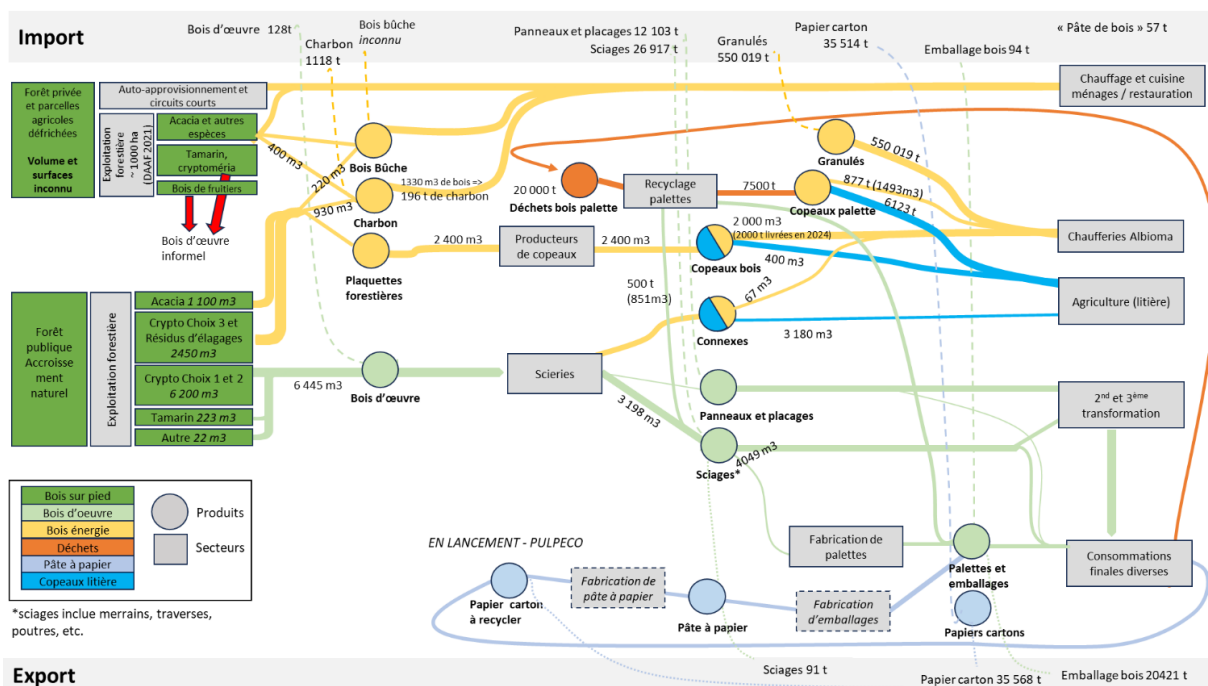 Import
Bois d'œuvre 128t
Charbon
1118 t
Bois bûche
inconnu
Panneaux et placages 12 103 t
Sciages 26 917 t
Granulés
550 019 t
Papier carton
35 514 t
Emballage bois 94 t
« Pâte de bois » 57 t
Forêt privée
et parcelles
agricoles
défrichées
Volume et
surfaces
inconnu
Auto-approvisionnement et
circuits courts
Exploitation
forestière
~ 1000 ha
(DAAF 2021)
Acacia et autres
espèces
Tamarin,
cryptoméria
Bois de fruitiers
Bois d'œuvre
informel
400 m3
220 m3
930 m3
Bois Bûche
1330 m3 de bois =>
196 t de charbon
Charbon
Plaquettes
forestières
2 400 m3
Producteurs
de copeaux
2 400 m3
20 000 t
Déchets bois palette
Recyclage
palettes
7500 t
Granulés
550 019 t
877 t (1493m3)
6123 t
Copeaux palette
2 000 m3
(2000 t livrées en 2024)
Copeaux bois
400 m3
500 t
(851m3)
67 m3
Connexes
3 180 m3
Chauffage et cuisine
ménages / restauration
Chaufferies Albioma
Agriculture (litière)
Forêt
publique
Accroisse
ment
naturel
Exploitation forestière
Acacia 1 100 m3
Crypto Choix 3 et
Résidus d'élagages
2450 m3
Crypto Choix 1 et 2
6 200 m3
Tamarin 223 m3
Autre 22 m3
6 445 m3
Bois d'œuvre
Scieries
3 198 m3
Panneaux et placages
Sciages*
4049 m3
2nd et 3ème
transformation
Bois sur pied
Bois d'oeuvre
Bois énergie
Déchets
Pâte à papier
Copeaux litière
Produits
Secteurs
*sciages inclue merrains, traverses,
poutres, etc.
EN LANCEMENT - PULPECO
Papier carton
à recycler
Fabrication de
pâte à papier
Pâte à papier
Fabrication
d'emballages
Fabrication de
palettes
Palettes et
emballages
Papiers cartons
Consommations
finales diverses
Export
Sciages 91 t
Papier carton 35 568 t
Emballage bois 20421 t